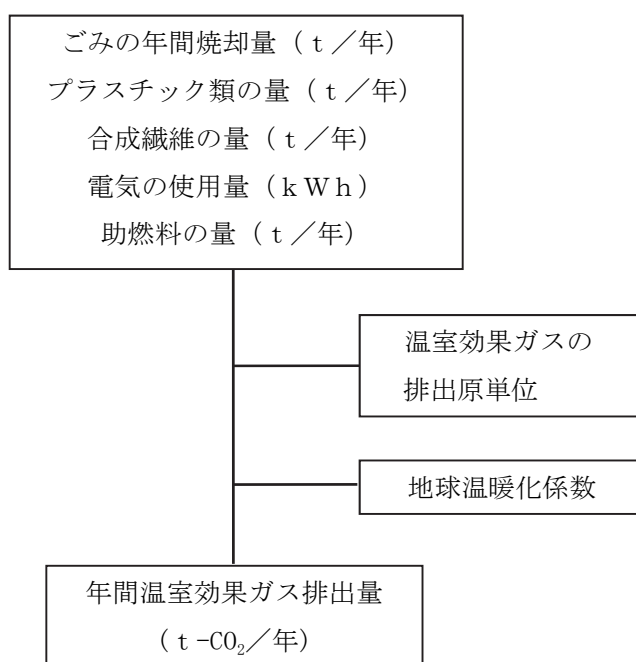 ごみの年間焼却量（ｔ／年）
プラスチック類の量（ｔ／年）
合成繊維の量（ｔ／年）
電気の使用量（ｋＷｈ）
助燃料の量（ｔ／年）
温室効果ガスの
排出原単位
地球温暖化係数
年間温室効果ガス排出量
（ｔ-CO₂／年）